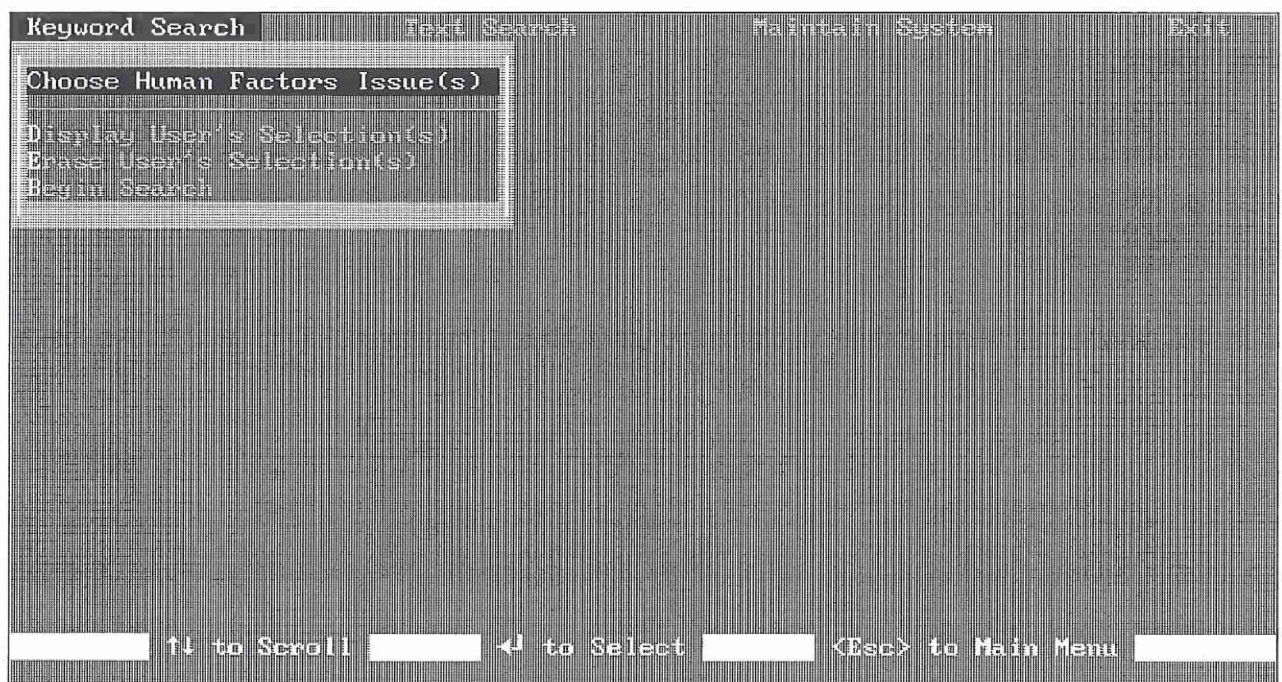 Keyword Search Text Search Maintain System Exit
Choose Human Factors Issue(s)
Display User's Selection(s)
Erase User's Selection(s)
Begin Search
↑↓ to Scroll ↵ to Select <Esc> to Main Menu